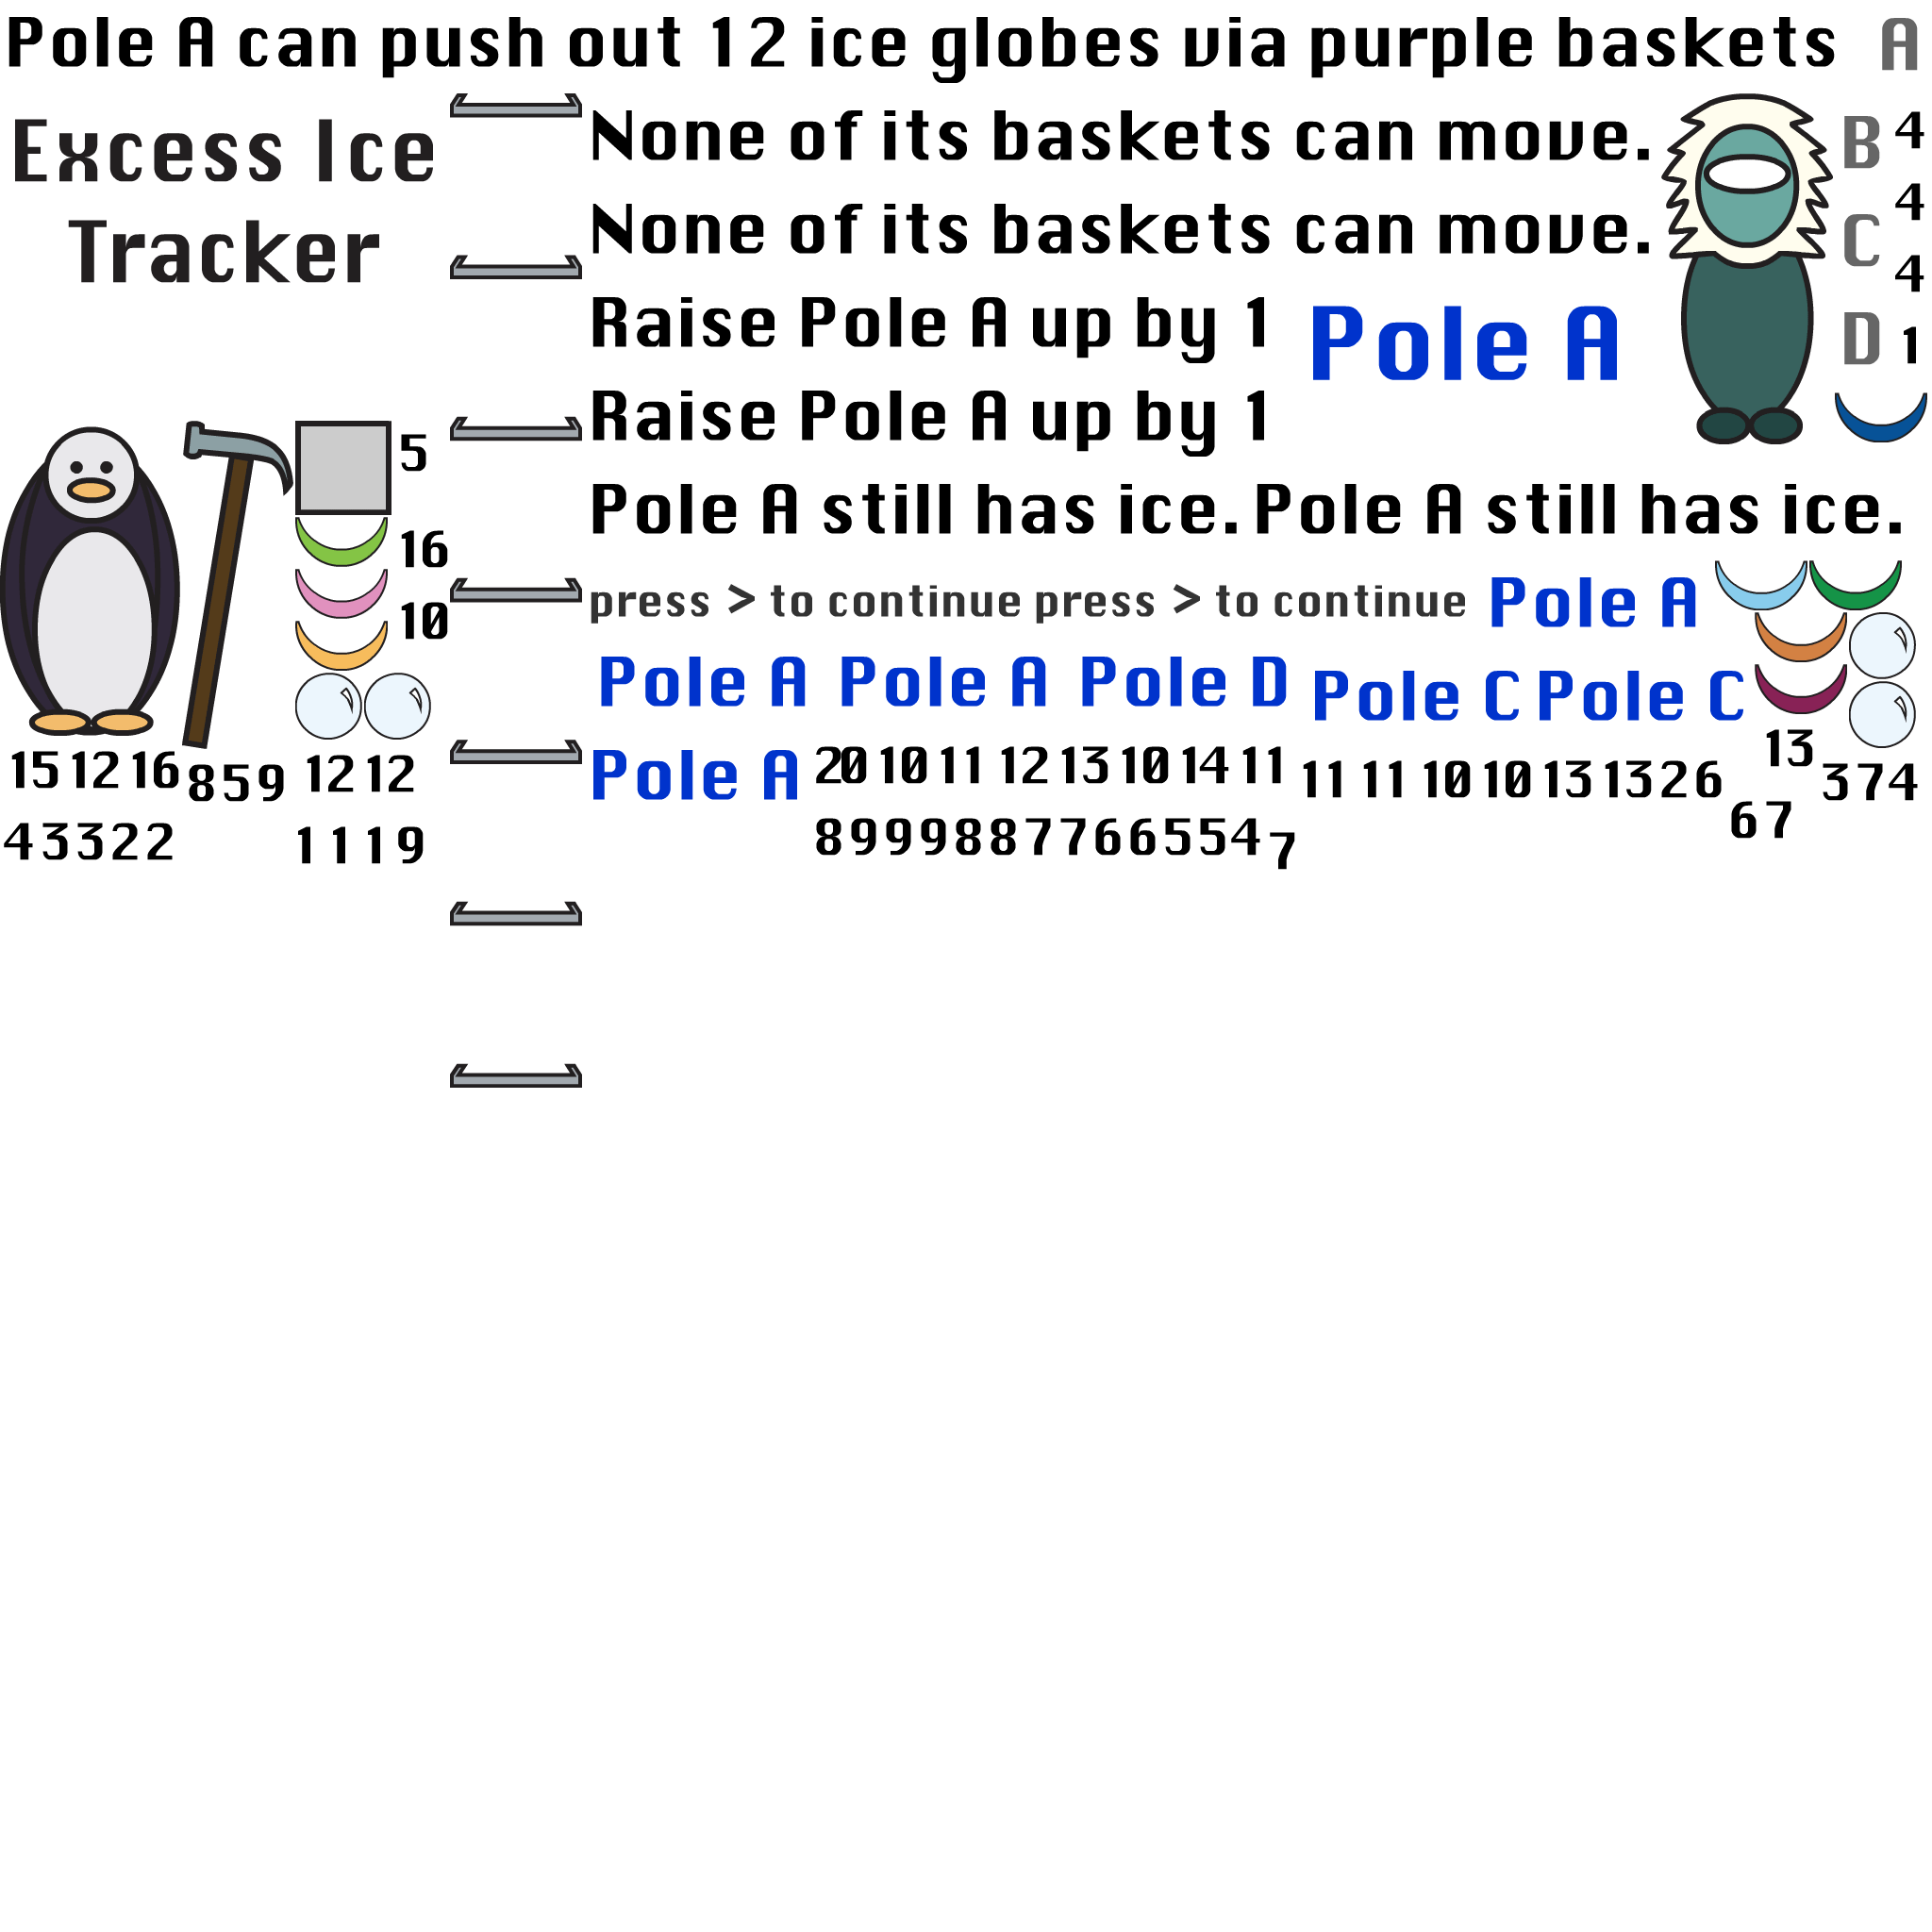 Pole A can push out 12 ice globes via purple baskets A
Excess Ice
Tracker
None of its baskets can move.
B 4
None of its baskets can move.
4
C
4
Raise Pole A up by 1 Pole A
D 1
Raise Pole A up by 1
5
Pole A still has ice. Pole A still has ice.
16
press > to continue press > to continue Pole A
10
Pole A Pole A Pole D Pole C Pole C
13
15 12 16 8 5 9 12 12
Pole A 20 10 11 12 13 10 14 11 11 11 10 10 13 13 2 6 3 7 4
6 7
4 3 3 2 2 1 1 1 9
8 9 9 9 8 8 7 7 6 6 5 5 4 7